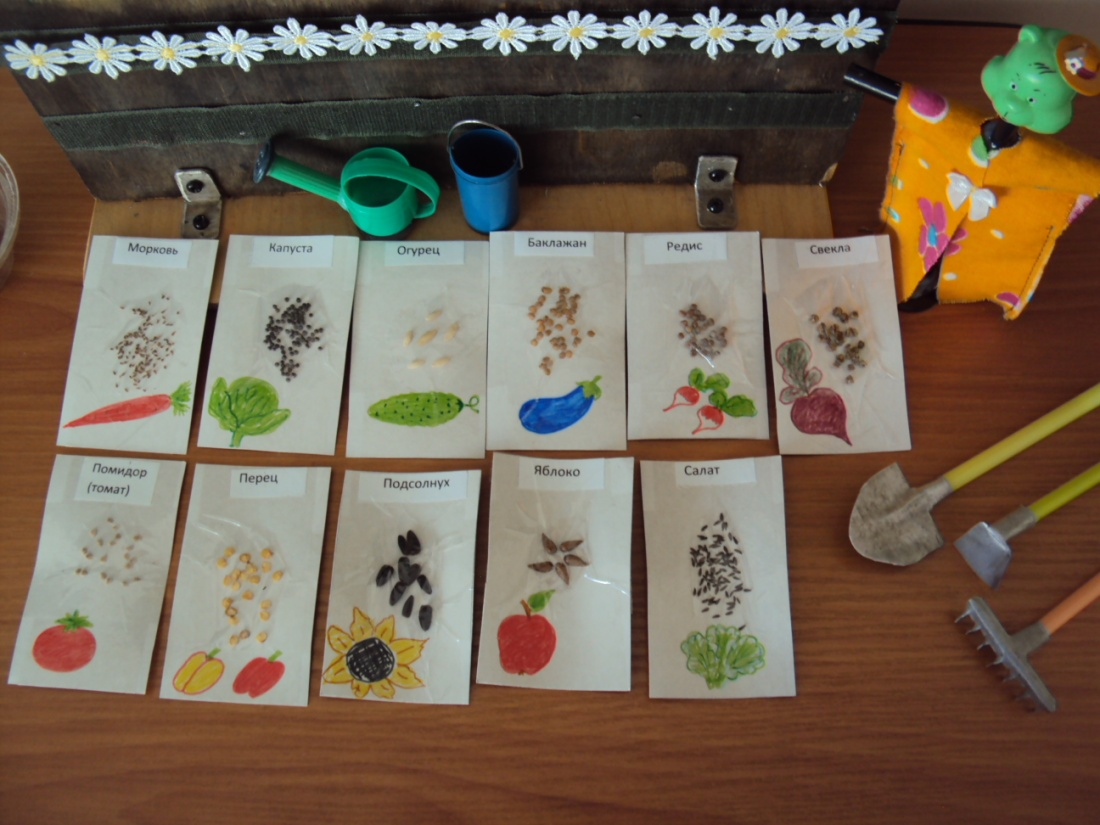 Морковь
Капуста
Огурец
Баклажан
Редис
Свекла
Помидор
(томат)
Перец
Подсолнух
Яблоко
Салат